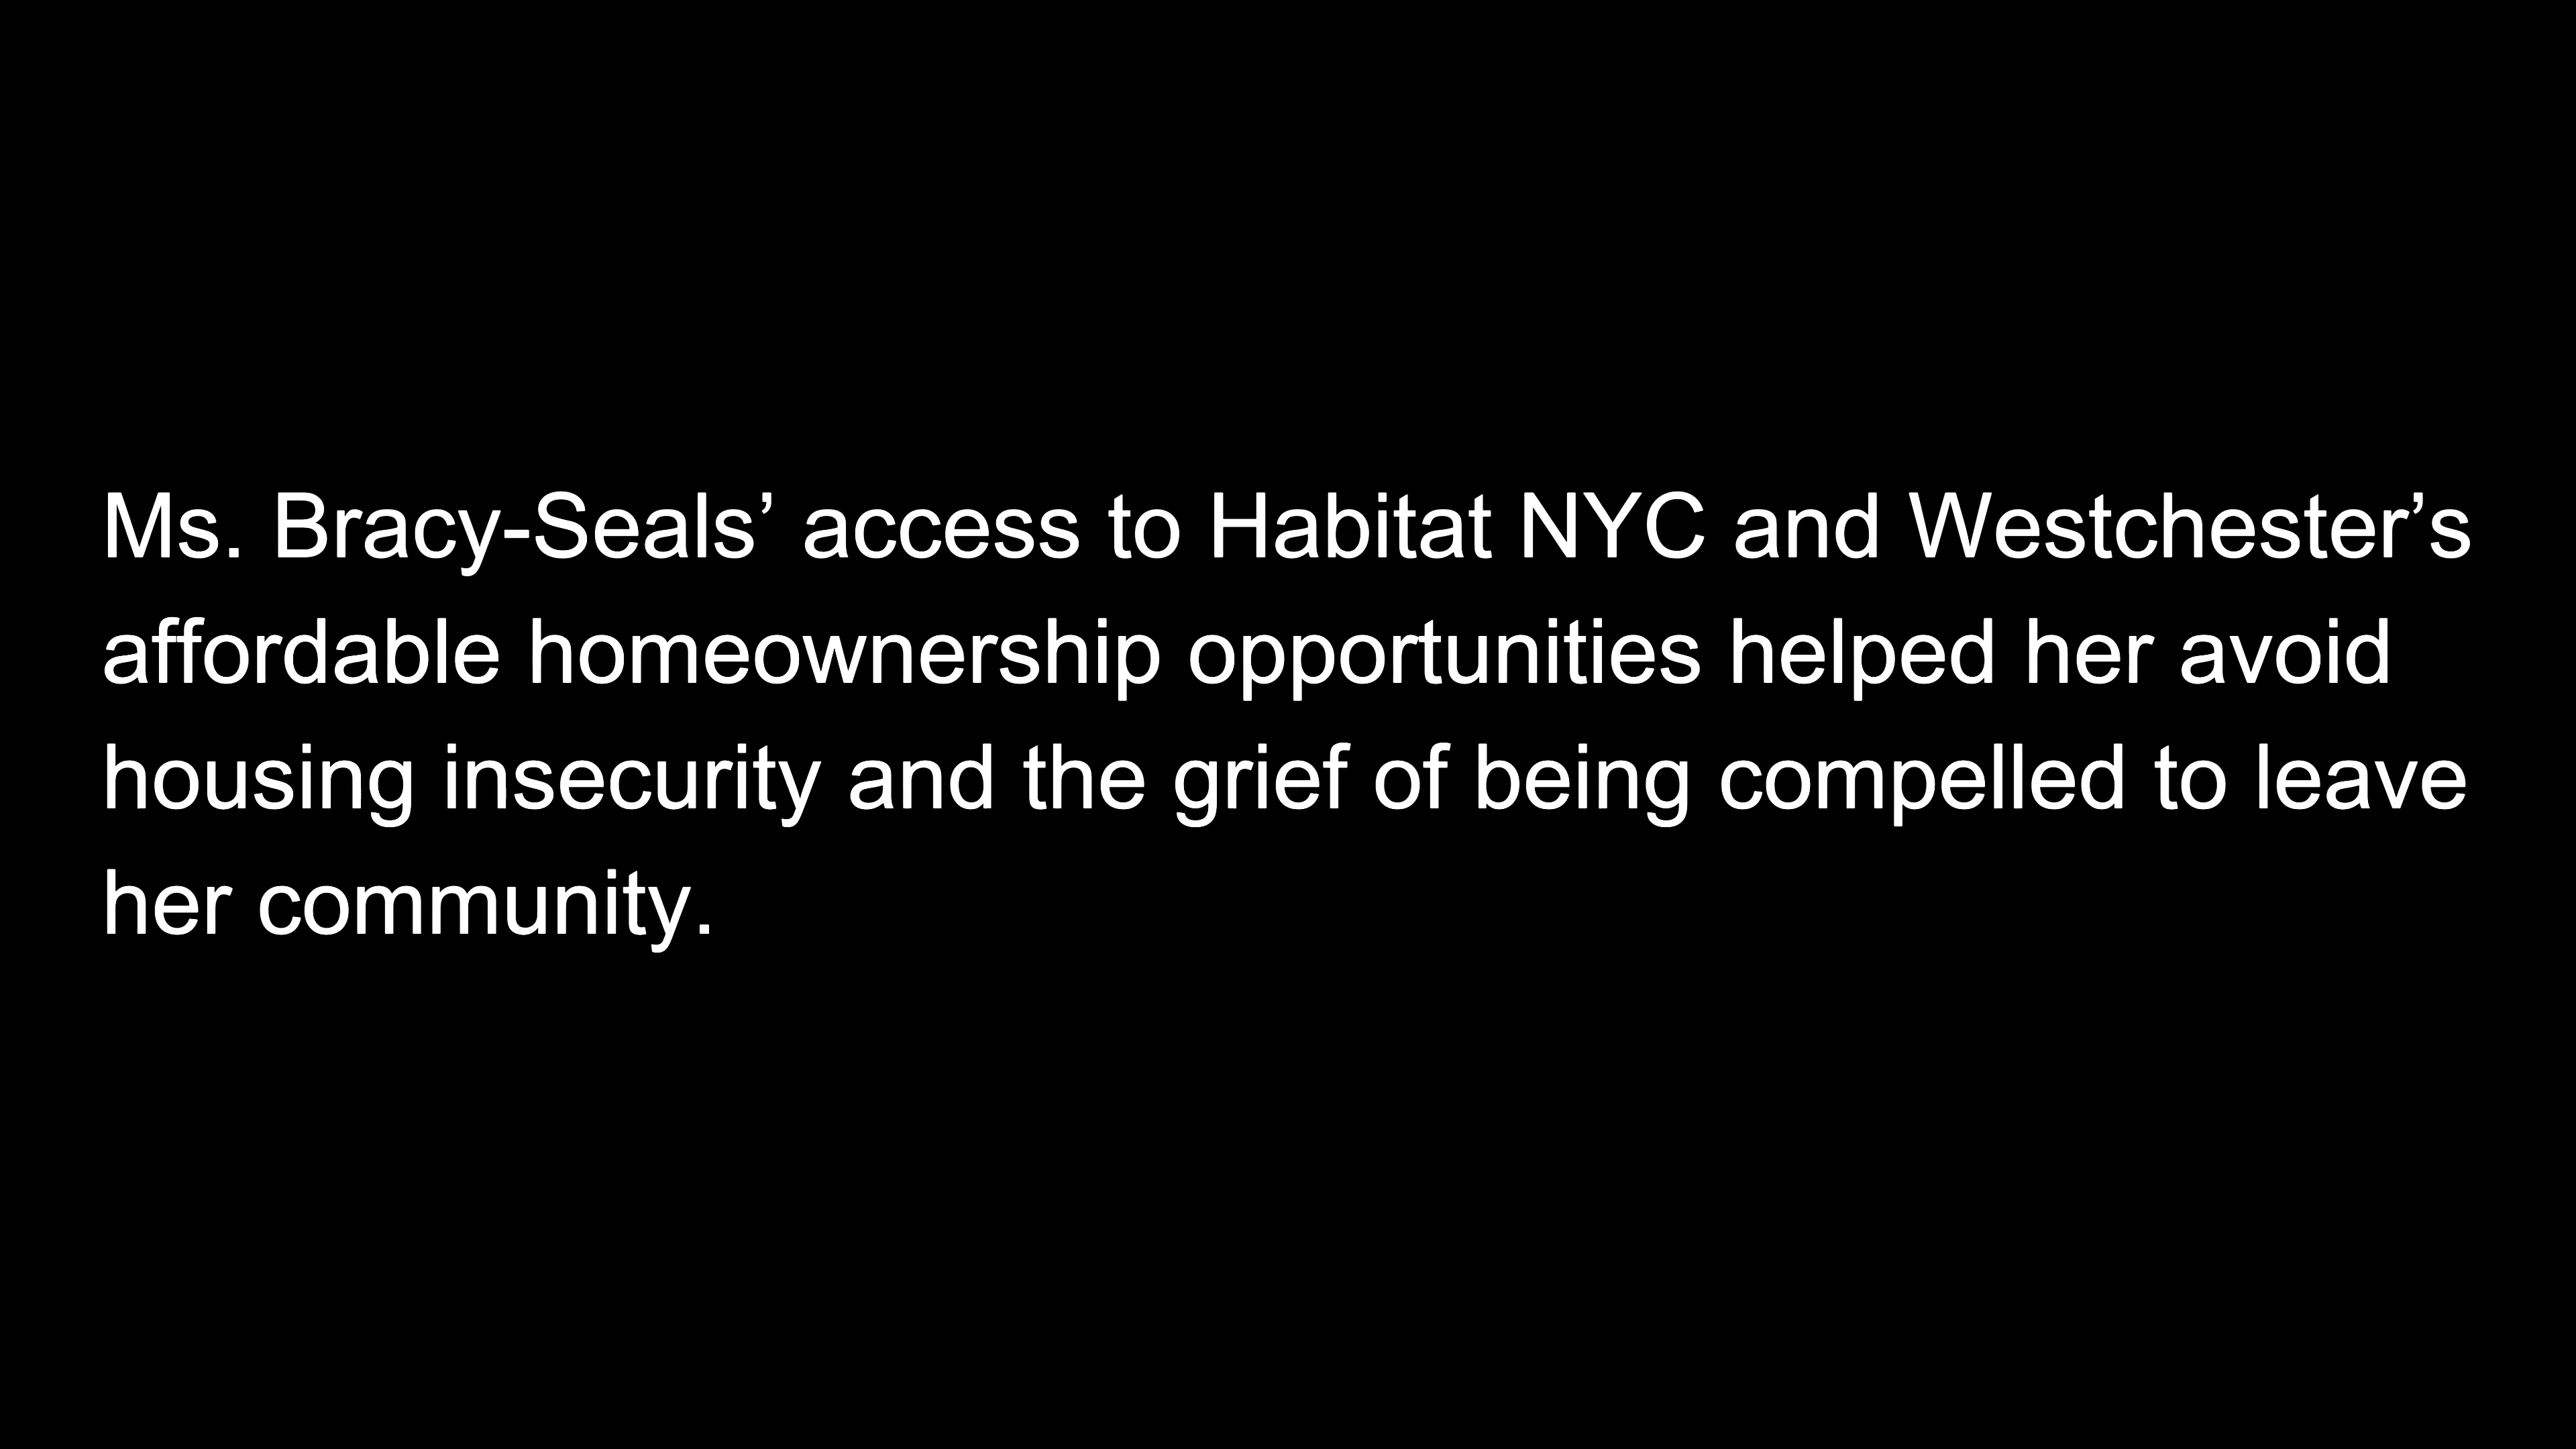 Ms. Bracy-Seals’ access to Habitat NYC and Westchester’s
affordable homeownership opportunities helped her avoid
housing insecurity and the grief of being compelled to leave
her community.